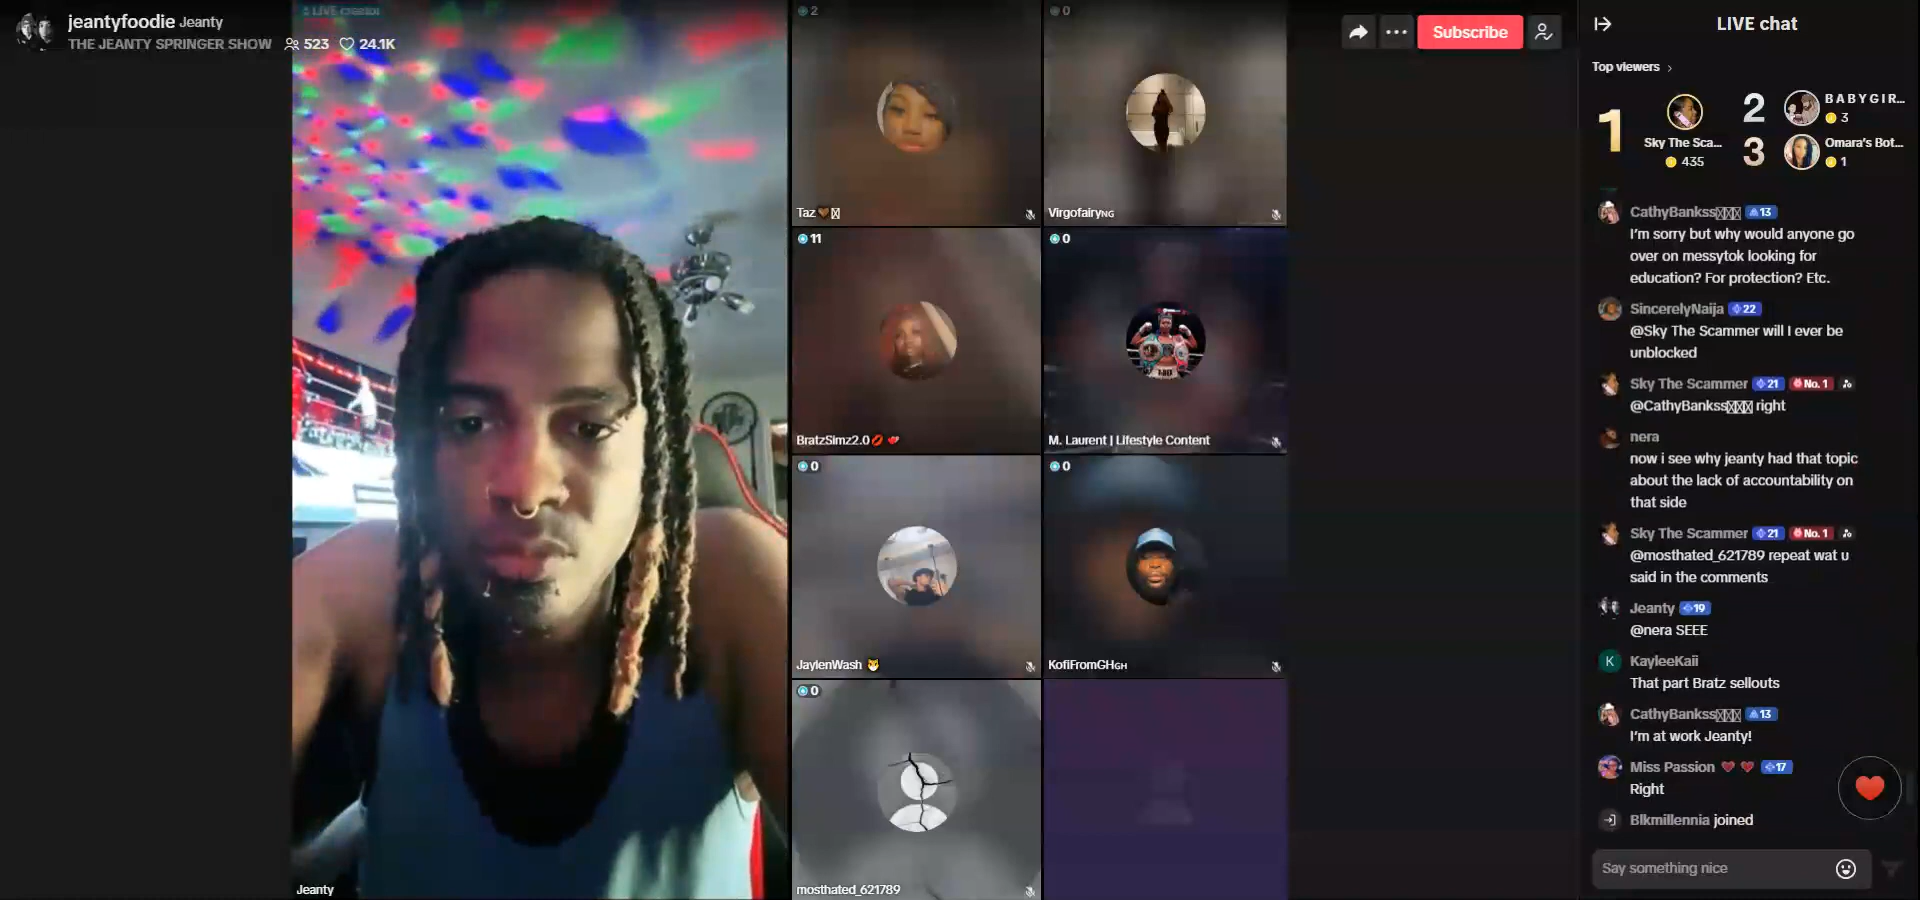 jeantyfoodie Jeanty
THE JEANTY SPRINGER SHOW 523 24.1K
LIVE creator
Jeanty
2
Taz
0
VirgofairyNG
11
BratzSimz2.0
0
M. Laurent | Lifestyle Content
0
JaylenWash
0
KofiFromGHGH
0
mosthated_621789
Subscribe
LIVE chat
Top viewers
1
Sky The Sca...
435
2
B A B Y G I R...
3
3
Omara's Bot...
1
CathyBankss 13
I'm sorry but why would anyone go
over on messytok looking for
education? For protection? Etc.
SincerelyNaija 22
@Sky The Scammer will I ever be
unblocked
Sky The Scammer 21 No. 1
@CathyBankss right
nera
now i see why jeanty had that topic
about the lack of accountability on
that side
Sky The Scammer 21 No. 1
@mosthated_621789 repeat wat u
said in the comments
Jeanty 19
@nera SEEE
K KayleeKaii
That part Bratz sellouts
CathyBankss 13
I'm at work Jeanty!
Miss Passion 17
Right
Blkmillennia joined
Say something nice